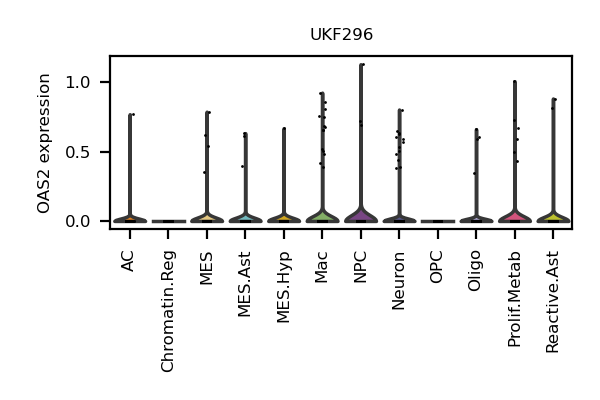 UKF296
OAS2 expression
1.0
0.5
0.0
AC
Chromatin.Reg
MES
MES.Ast
MES.Hyp
Mac
NPC
Neuron
OPC
Oligo
Prolif.Metab
Reactive.Ast